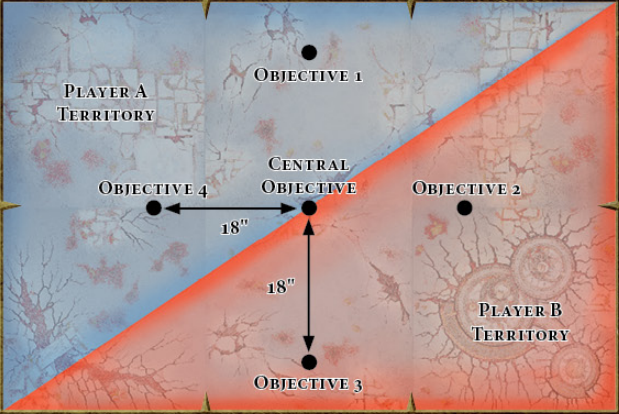 Objective 1
Player A
Territory
Central
Objective
Objective 4
Objective 2
18"
18"
Player B
Territory
Objective 3